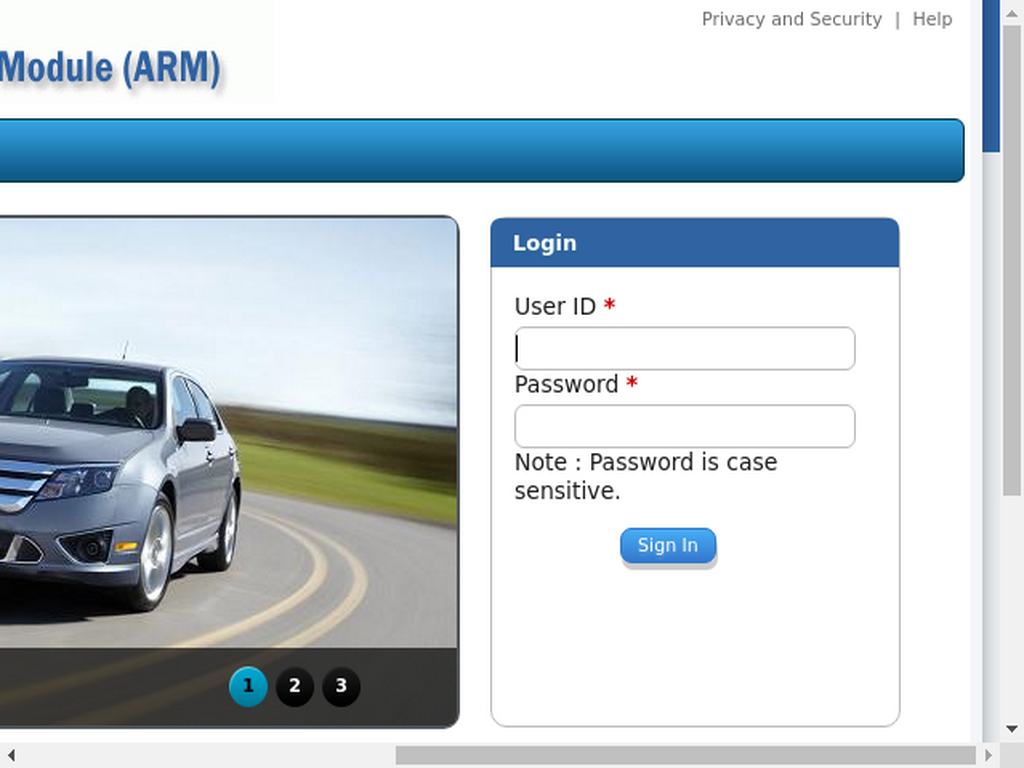 Privacy and Security | Help
Module (ARM)
Login
User ID *
Password *
Note : Password is case
sensitive.
Sign In
1 2 3